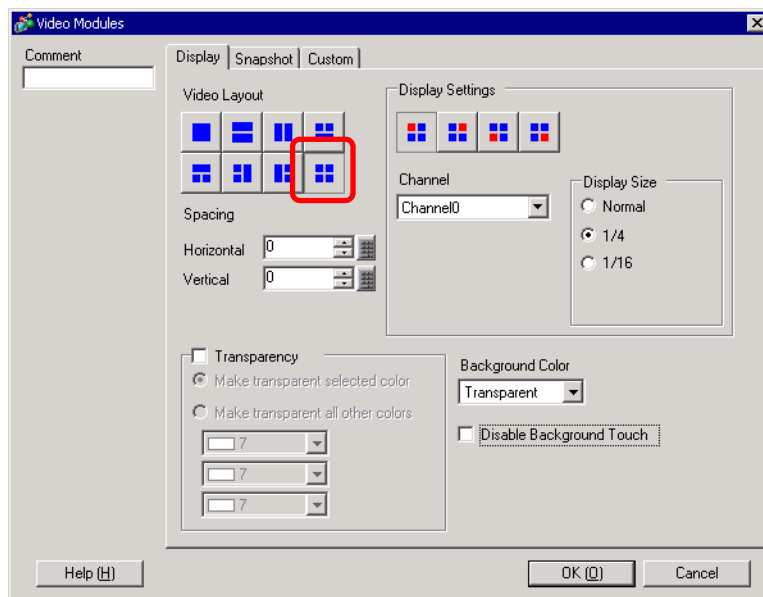 Video Modules
Comment
Display
Snapshot
Custom
Video Layout
Display Settings
Channel
Channel0
Display Size
Normal
1/4
1/16
Spacing
Horizontal 0
Vertical 0
Transparency
Make transparent selected color
Make transparent all other colors
7
7
7
Background Color
Transparent
Disable Background Touch
Help (H)
OK (O)
Cancel